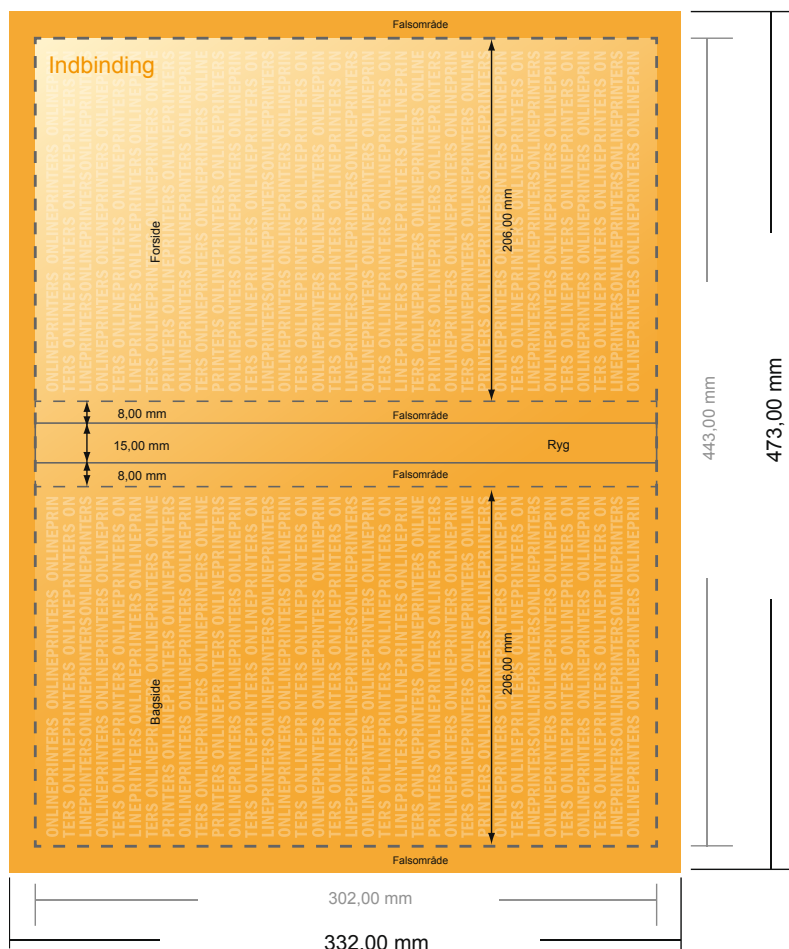 Falsområde
Indbinding
Forside
206,00 mm
8,00 mm
Falsområde
15,00 mm
Ryg
8,00 mm
Falsområde
Bagside
206,00 mm
Falsområde
443,00 mm
473,00 mm
302,00 mm
332,00 mm